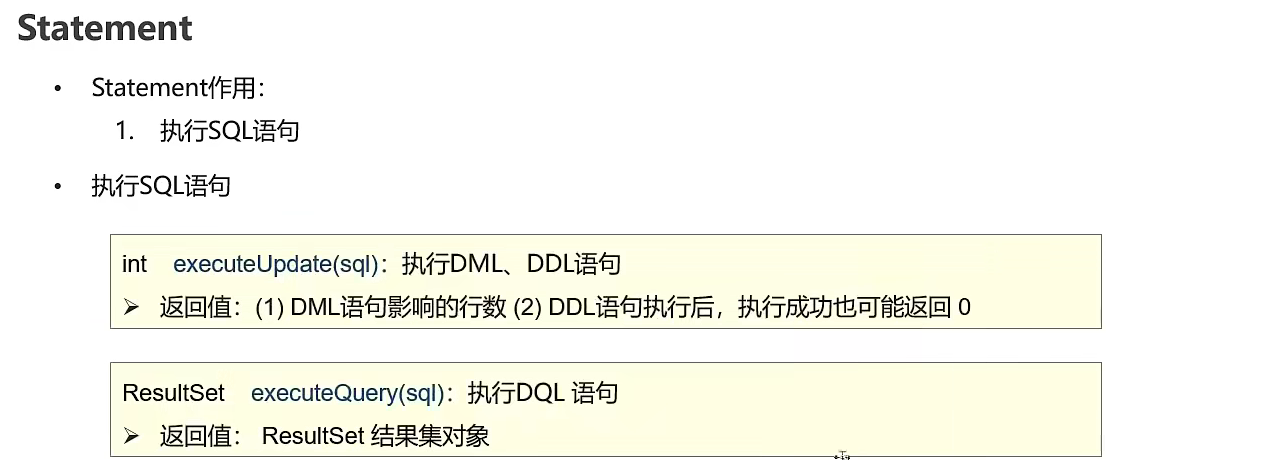 Statement
• Statement作用：
1. 执行SQL语句
• 执行SQL语句
int executeUpdate(sql)：执行DML、DDL语句
➢ 返回值：(1) DML语句影响的行数 (2) DDL语句执行后，执行成功也可能返回 0
ResultSet executeQuery(sql)：执行DQL 语句
➢ 返回值： ResultSet 结果集对象